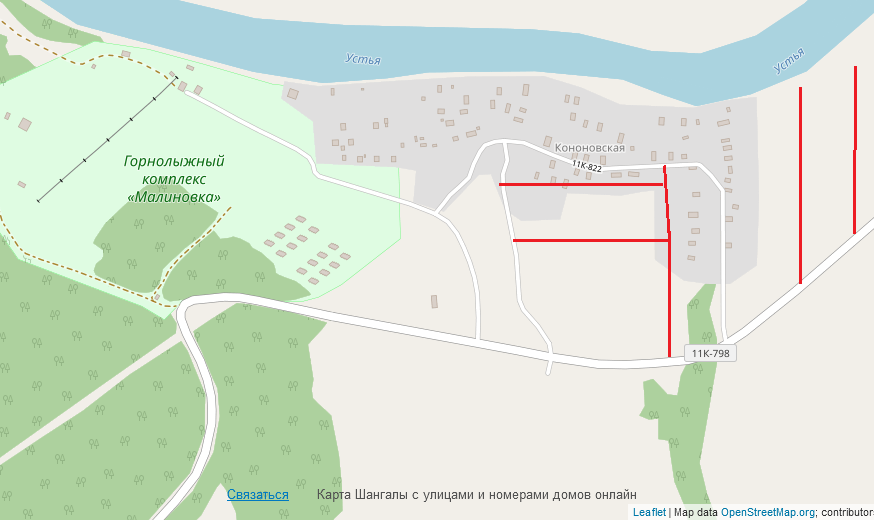 Устья
Устья
Кононовская
11К-822
Горнолыжный
комплекс
«Малиновка»
11К-798
Связаться Карта Шангалы с улицами и номерами домов онлайн
Leaflet | Map data OpenStreetMap.org; contributors